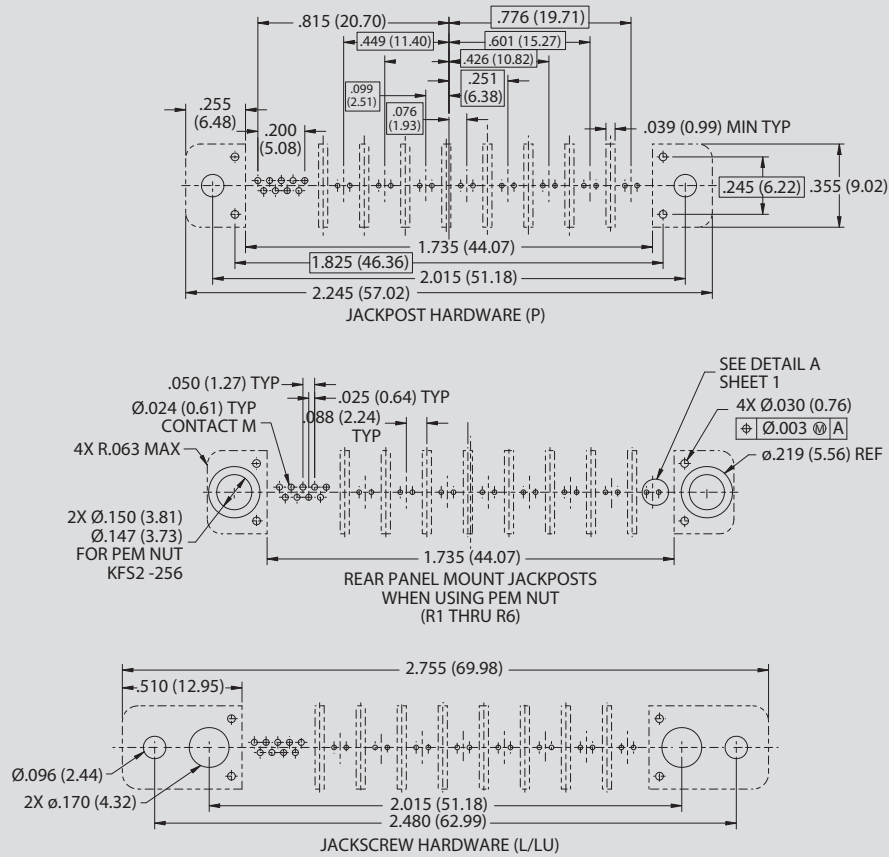 .815 (20.70)
.776 (19.71)
.449 (11.40)
.601 (15.27)
.426 (10.82)
.099
(2.51)
.251
(6.38)
.076
(1.93)
.255
(6.48)
.200
(5.08)
.039 (0.99) MIN TYP
.245 (6.22)
.355 (9.02)
1.735 (44.07)
1.825 (46.36)
2.015 (51.18)
2.245 (57.02)
JACKPOST HARDWARE (P)
.050 (1.27) TYP
.025 (0.64) TYP
Ø.024 (0.61) TYP
CONTACT M
.088 (2.24)
TYP
SEE DETAIL A
SHEET 1
4X Ø.030 (0.76)
⌖ Ø.003 Ⓜ A
4X R.063 MAX
ø.219 (5.56) REF
2X Ø.150 (3.81)
Ø.147 (3.73)
FOR PEM NUT
KFS2 -256
1.735 (44.07)
REAR PANEL MOUNT JACKPOSTS
WHEN USING PEM NUT
(R1 THRU R6)
2.755 (69.98)
.510 (12.95)
Ø.096 (2.44)
2X ø.170 (4.32)
2.015 (51.18)
2.480 (62.99)
JACKSCREW HARDWARE (L/LU)